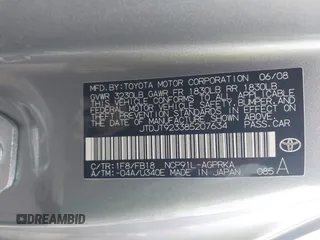 MFD. BY: TOYOTA MOTOR CORPORATION 06/08
GVWR 3230LB GAWR FR 1830LB RR 1830LB
THIS VEHICLE CONFORMS TO ALL APPLICABLE
FEDERAL MOTOR VEHICLE SAFETY, BUMPER, AND
THEFT PREVENTION STANDARDS IN EFFECT ON
THE DATE OF MANUFACTURE SHOWN ABOVE.
JTDJT923385207634 PASS-CAR
C/TR: 1F8/FB18 NCP91L-AGPRKA
A/TM: -04A/U340E MADE IN JAPAN 085 A
TOYOTA
AutoBidMaster